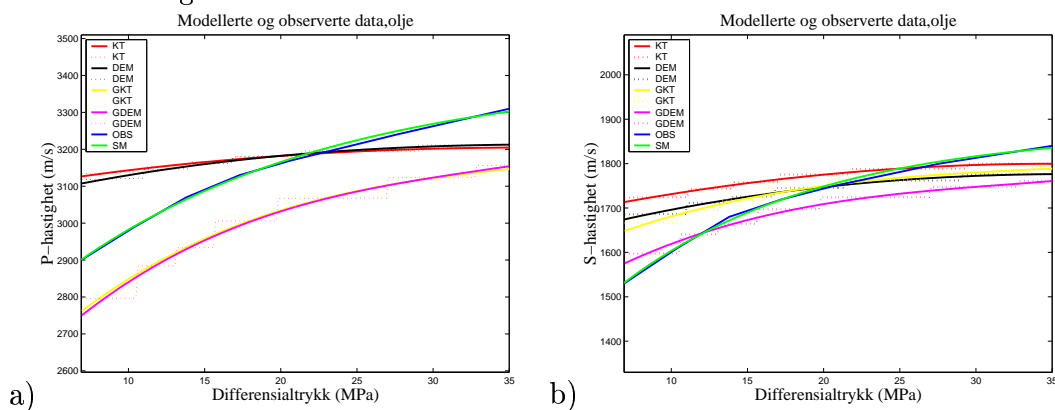 Modellerte og observerte data,olje
3500
3400
3300
3200
3100
3000
2900
2800
2700
2600
P−hastighet (m/s)
KT
KT
DEM
DEM
GKT
GKT
GDEM
GDEM
OBS
SM
10 15 20 25 30 35
Differensialtrykk (MPa)
a)
Modellerte og observerte data,olje
2000
1900
1800
1700
1600
1500
1400
S−hastighet (m/s)
KT
KT
DEM
DEM
GKT
GKT
GDEM
GDEM
OBS
SM
10 15 20 25 30 35
Differensialtrykk (MPa)
b)